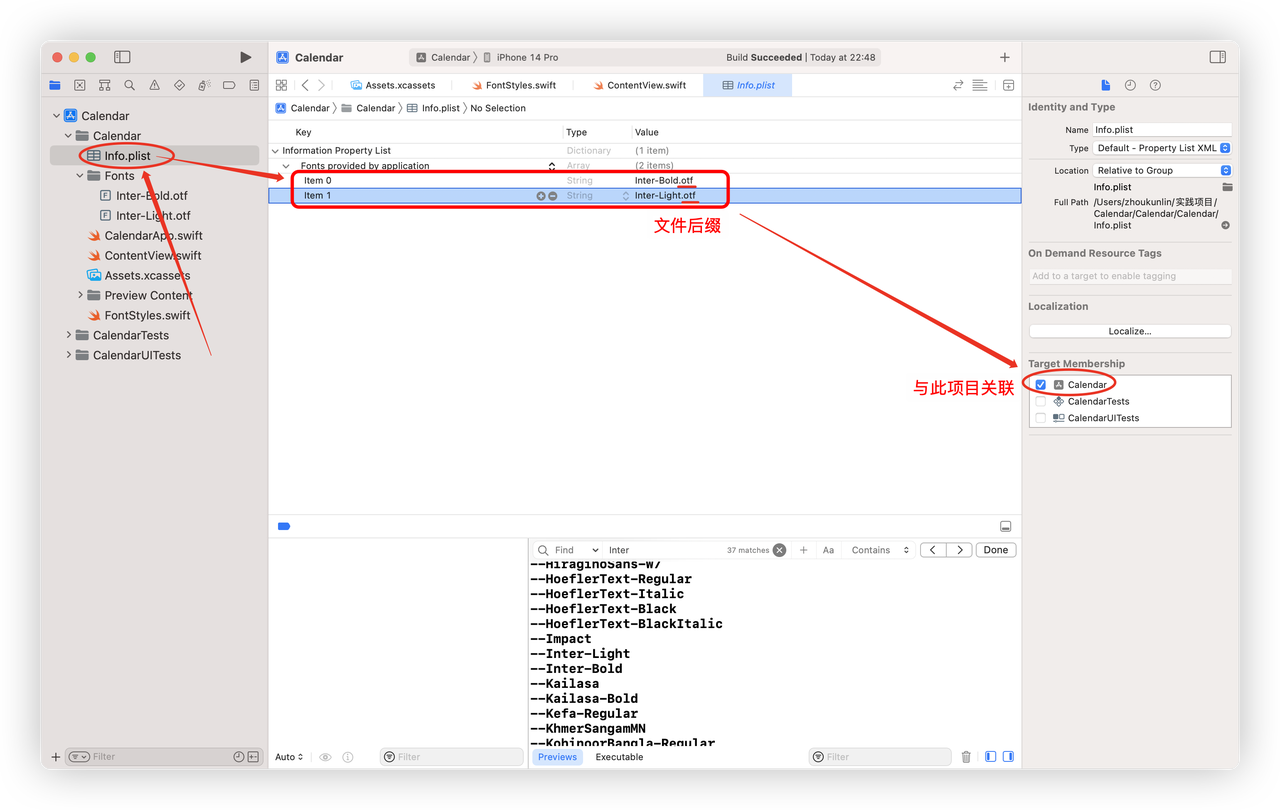 Calendar
Calendar
iPhone 14 Pro
Build Succeeded | Today at 22:48
Assets.xcassets
FontStyles.swift
ContentView.swift
Info.plist
Calendar
Calendar
Info.plist
No Selection
Calendar
Calendar
Info.plist
Fonts
Inter-Bold.otf
Inter-Light.otf
CalendarApp.swift
ContentView.swift
Assets.xcassets
Preview Content
FontStyles.swift
CalendarTests
CalendarUITests
Filter
Key Type Value
Information Property List Dictionary (1 item)
Fonts provided by application Array (2 items)
Item 0 String Inter-Bold.otf
Item 1 String Inter-Light.otf
文件后缀
与此项目关联
Identity and Type
Name Info.plist
Type Default - Property List XML
Location Relative to Group
Info.plist
Full Path /Users/zhoukunlin/实践项目/
Calendar/Calendar/Calendar/
Info.plist
On Demand Resource Tags
Add to a target to enable tagging
Localization
Localize...
Target Membership
Calendar
CalendarTests
CalendarUITests
Find Inter 37 matches Aa Contains Done
--HiraginoSans-W7
--HoeflerText-Regular
--HoeflerText-Italic
--HoeflerText-Black
--HoeflerText-BlackItalic
--Impact
--Inter-Light
--Inter-Bold
--Kailasa
--Kailasa-Bold
--Kefa-Regular
--KhmerSangamMN
--KohinoorBangla-Regular
Auto
Filter
Previews
Executable
Filter